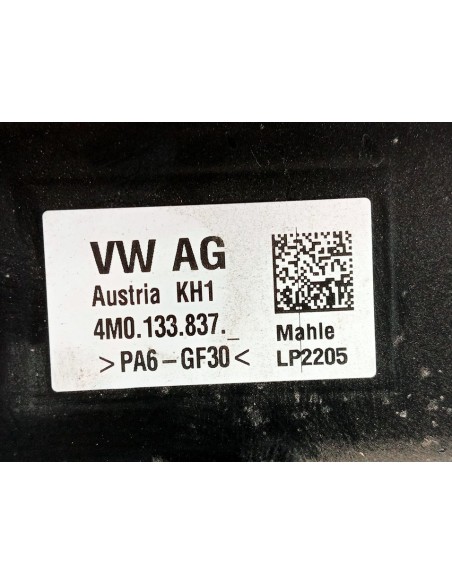 VW AG
Austria KH1
4M0.133.837._
>PA6-GF30<
Mahle
LP2205